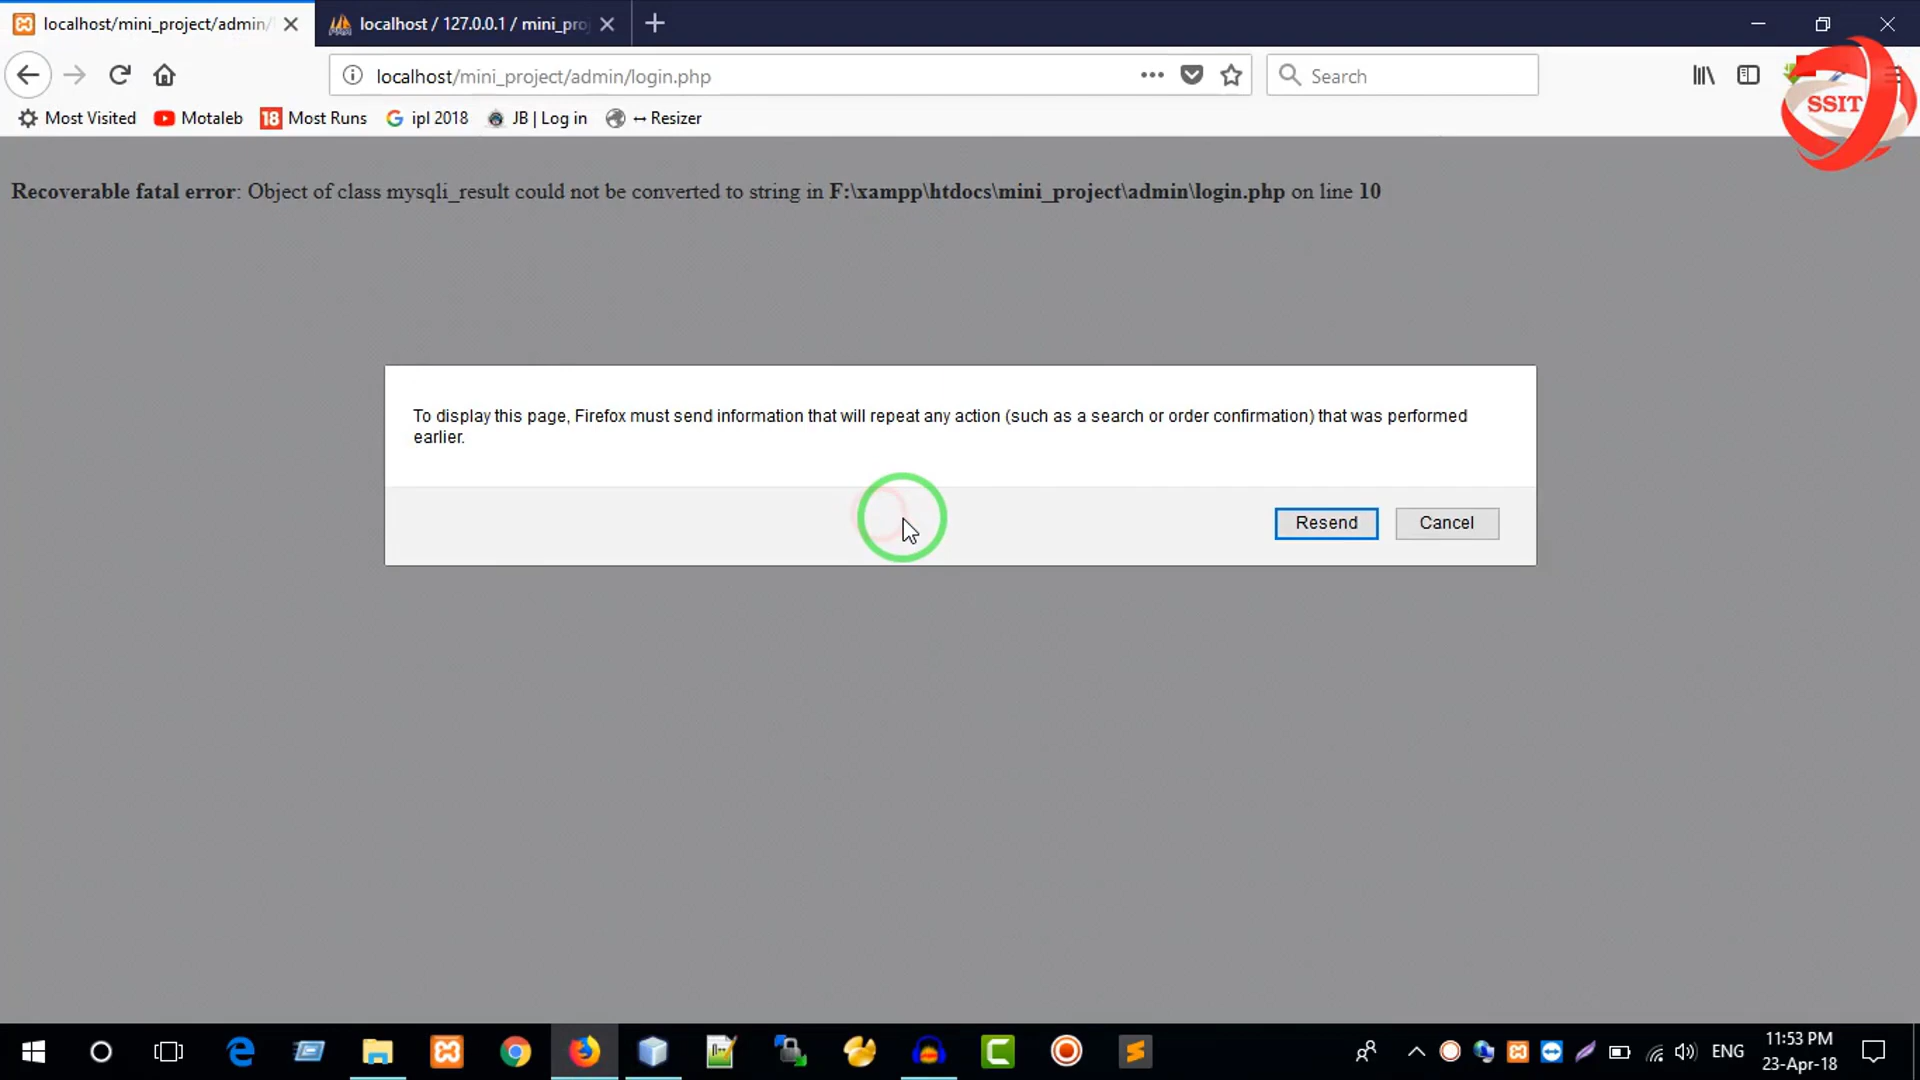 localhost/mini_project/admin/
localhost / 127.0.0.1 / mini_pro
localhost/mini_project/admin/login.php
Search
Most Visited
Motaleb
18 Most Runs
G ipl 2018
JB | Log in
↔ Resizer
SSIT
Recoverable fatal error: Object of class mysqli_result could not be converted to string in F:\xampp\htdocs\mini_project\admin\login.php on line 10
To display this page, Firefox must send information that will repeat any action (such as a search or order confirmation) that was performed
earlier.
Resend
Cancel
ENG
11:53 PM
23-Apr-18